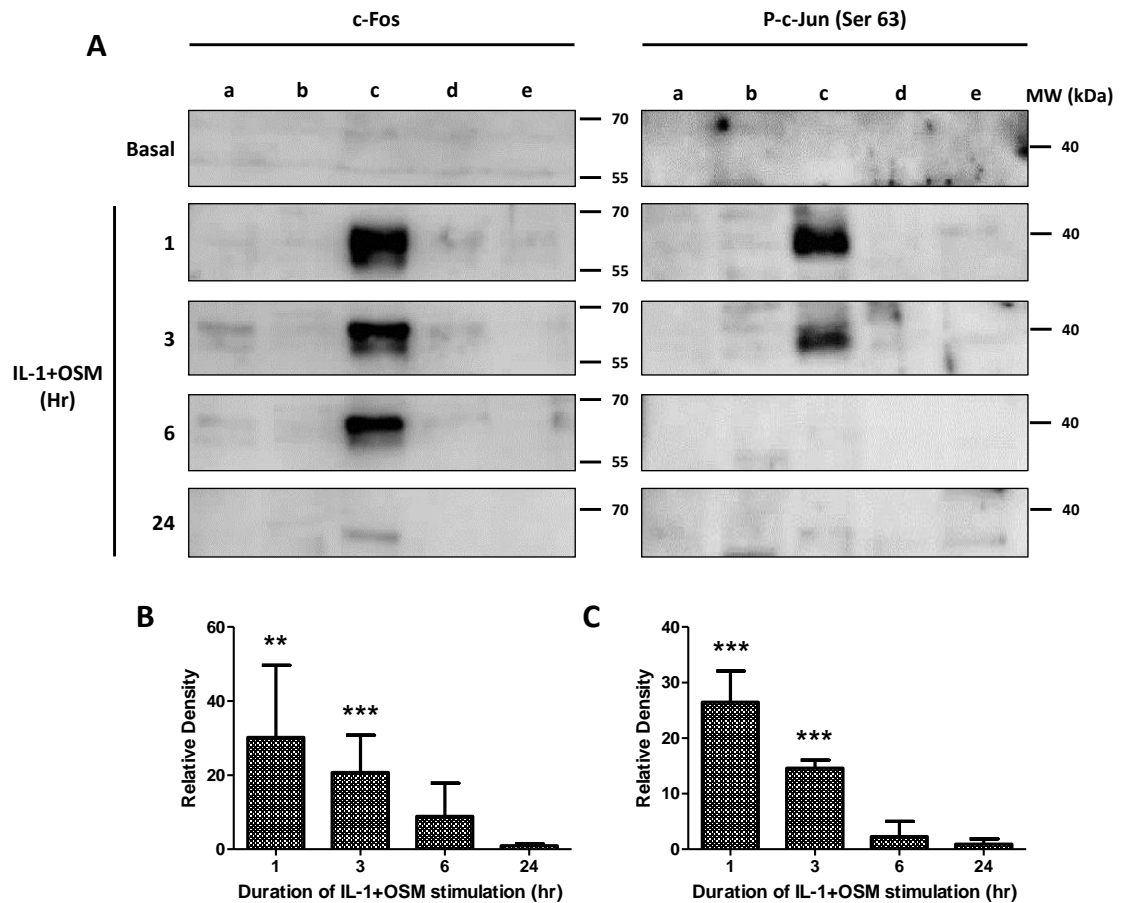 c-Fos
P-c-Jun (Ser 63)
A
a b c d e
a b c d e
MW (kDa)
Basal
70
55
40
IL-1+OSM
(Hr)
1
70
55
40
3
70
55
40
6
70
55
40
24
70
40
B
Relative Density
60
40
20
0
**
***
1 3 6 24
Duration of IL-1+OSM stimulation (hr)
C
Relative Density
40
30
20
10
0
***
***
1 3 6 24
Duration of IL-1+OSM stimulation (hr)